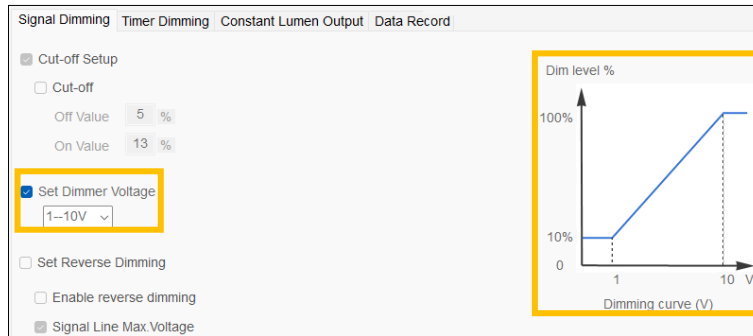 Signal Dimming Timer Dimming Constant Lumen Output Data Record
Cut-off Setup
Cut-off
Off Value 5 %
On Value 13 %
Set Dimmer Voltage
1--10V
Set Reverse Dimming
Enable reverse dimming
Signal Line Max.Voltage
Dim level %
100%
10%
0
1 10 V
Dimming curve (V)